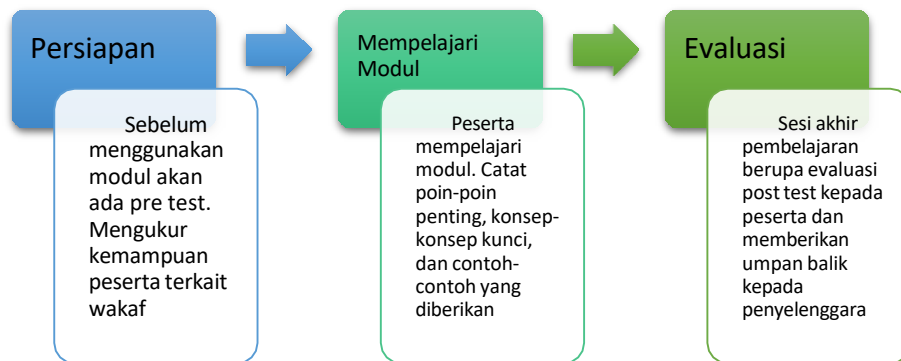 Persiapan
Sebelum
menggunakan
modul akan
ada pre test.
Mengukur
kemampuan
peserta terkait
wakaf
Mempelajari
Modul
Peserta
mempelajari
modul. Catat
poin-poin
penting, konsep-
konsep kunci,
dan contoh-
contoh yang
diberikan
Evaluasi
Sesi akhir
pembelajaran
berupa evaluasi
post test kepada
peserta dan
memberikan
umpan balik
kepada
penyelenggara